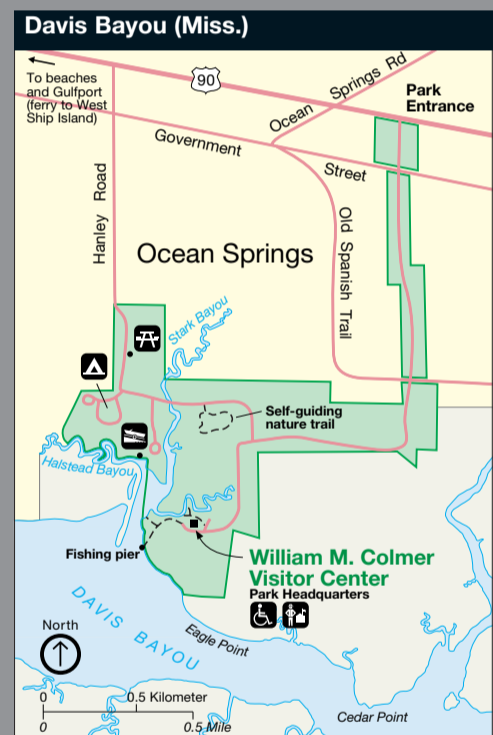 Davis Bayou (Miss.)
To beaches
and Gulfport
(ferry to West
Ship Island)
90
Ocean Springs Rd
Park
Entrance
Government Street
Hanley Road
Old Spanish Trail
Ocean Springs
Stark Bayou
Self-guiding
nature trail
Halstead Bayou
Fishing pier
William M. Colmer
Visitor Center
Park Headquarters
DAVIS BAYOU
Eagle Point
North
0 0.5 Kilometer
0 0.5 Mile
Cedar Point